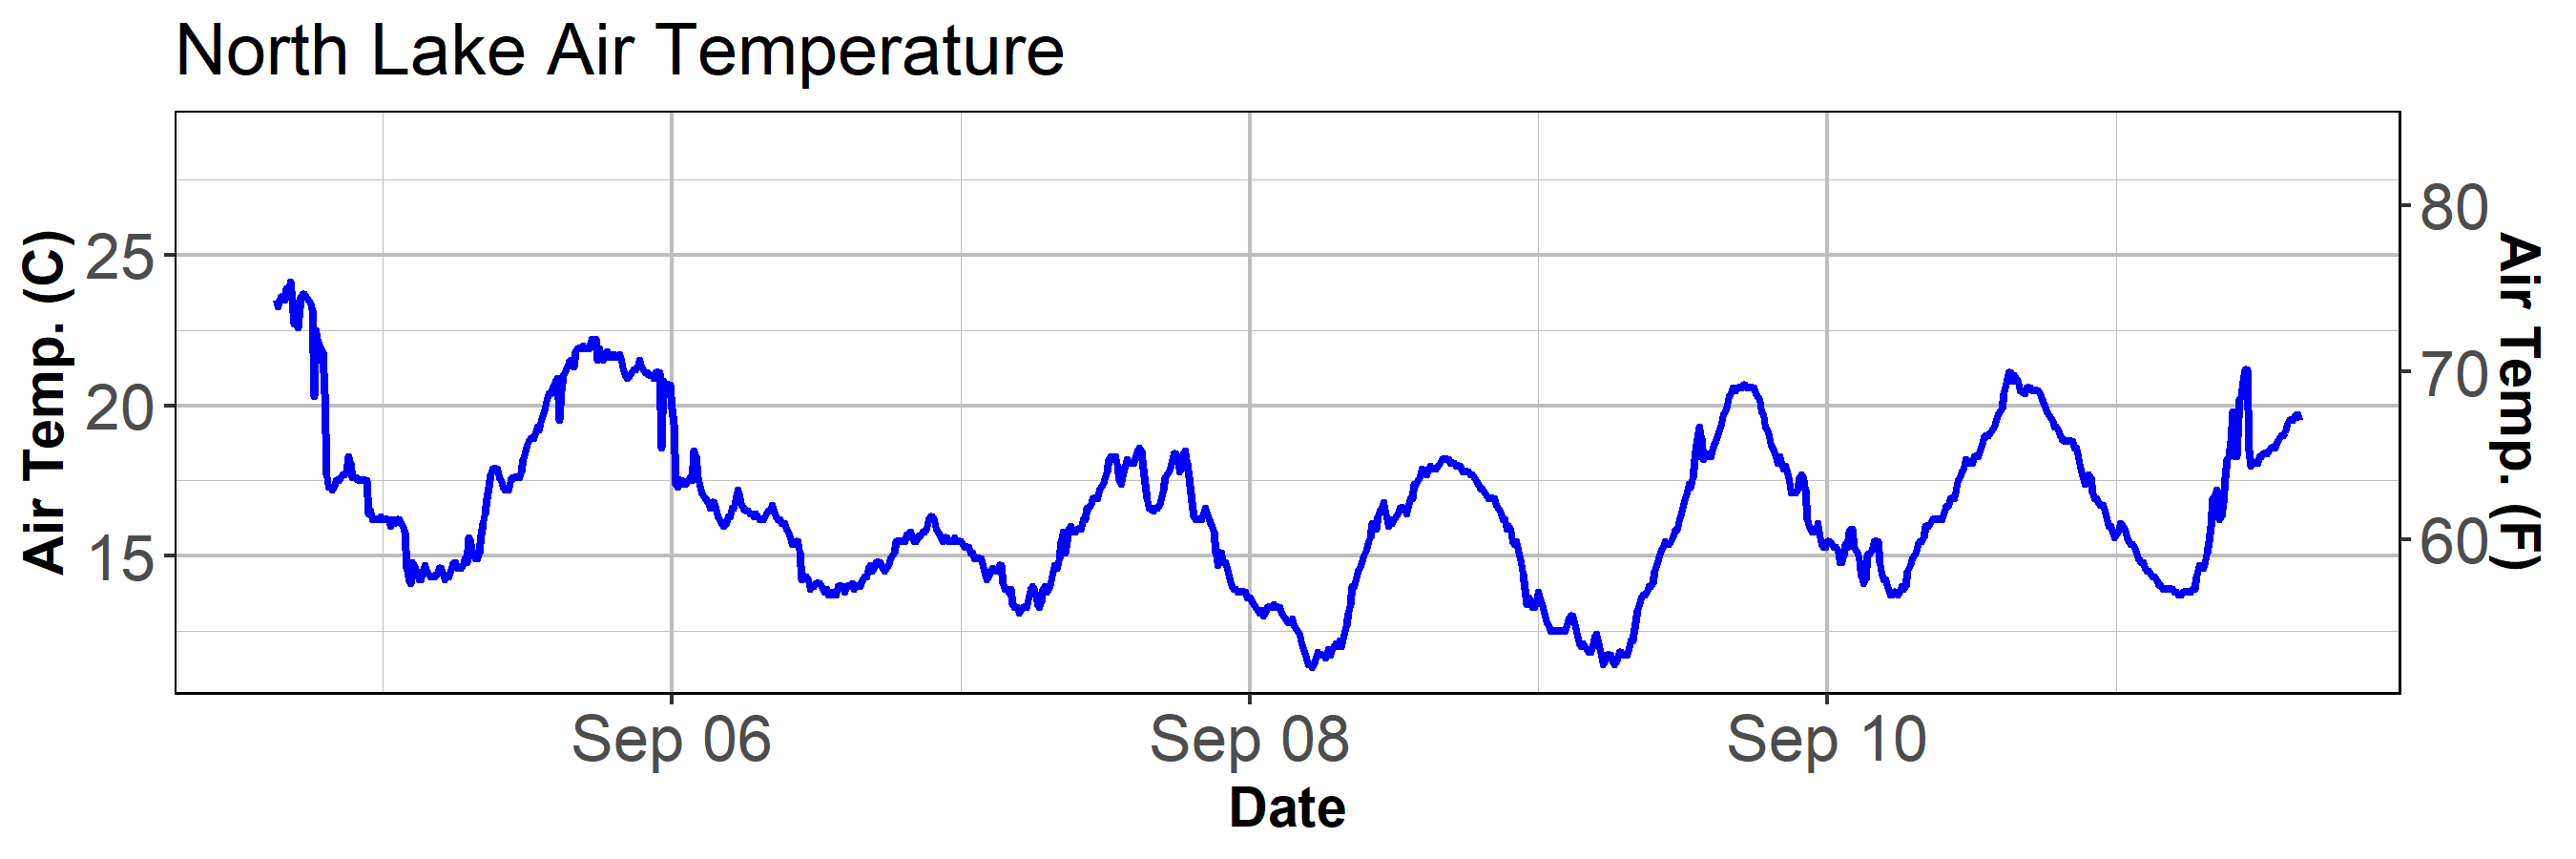 North Lake Air Temperature
Air Temp. (C)
25
20
15
80
70
60
Air Temp. (F)
Sep 06
Sep 08
Sep 10
Date